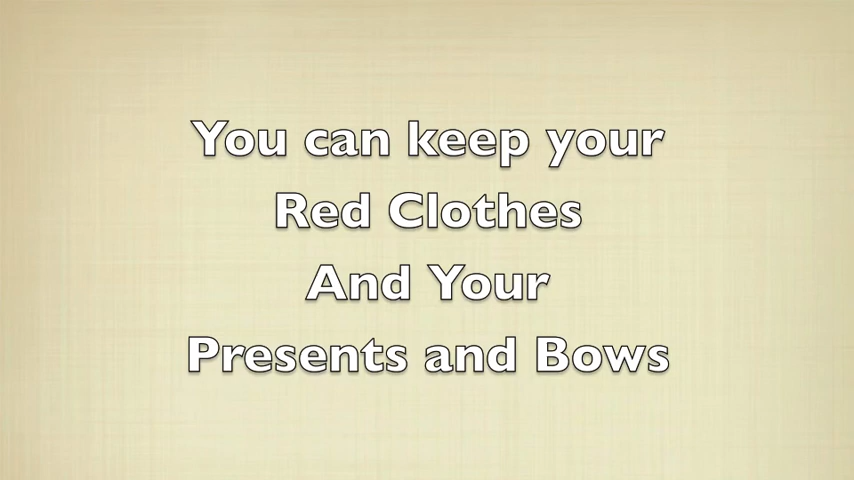 You can keep your
Red Clothes
And Your
Presents and Bows